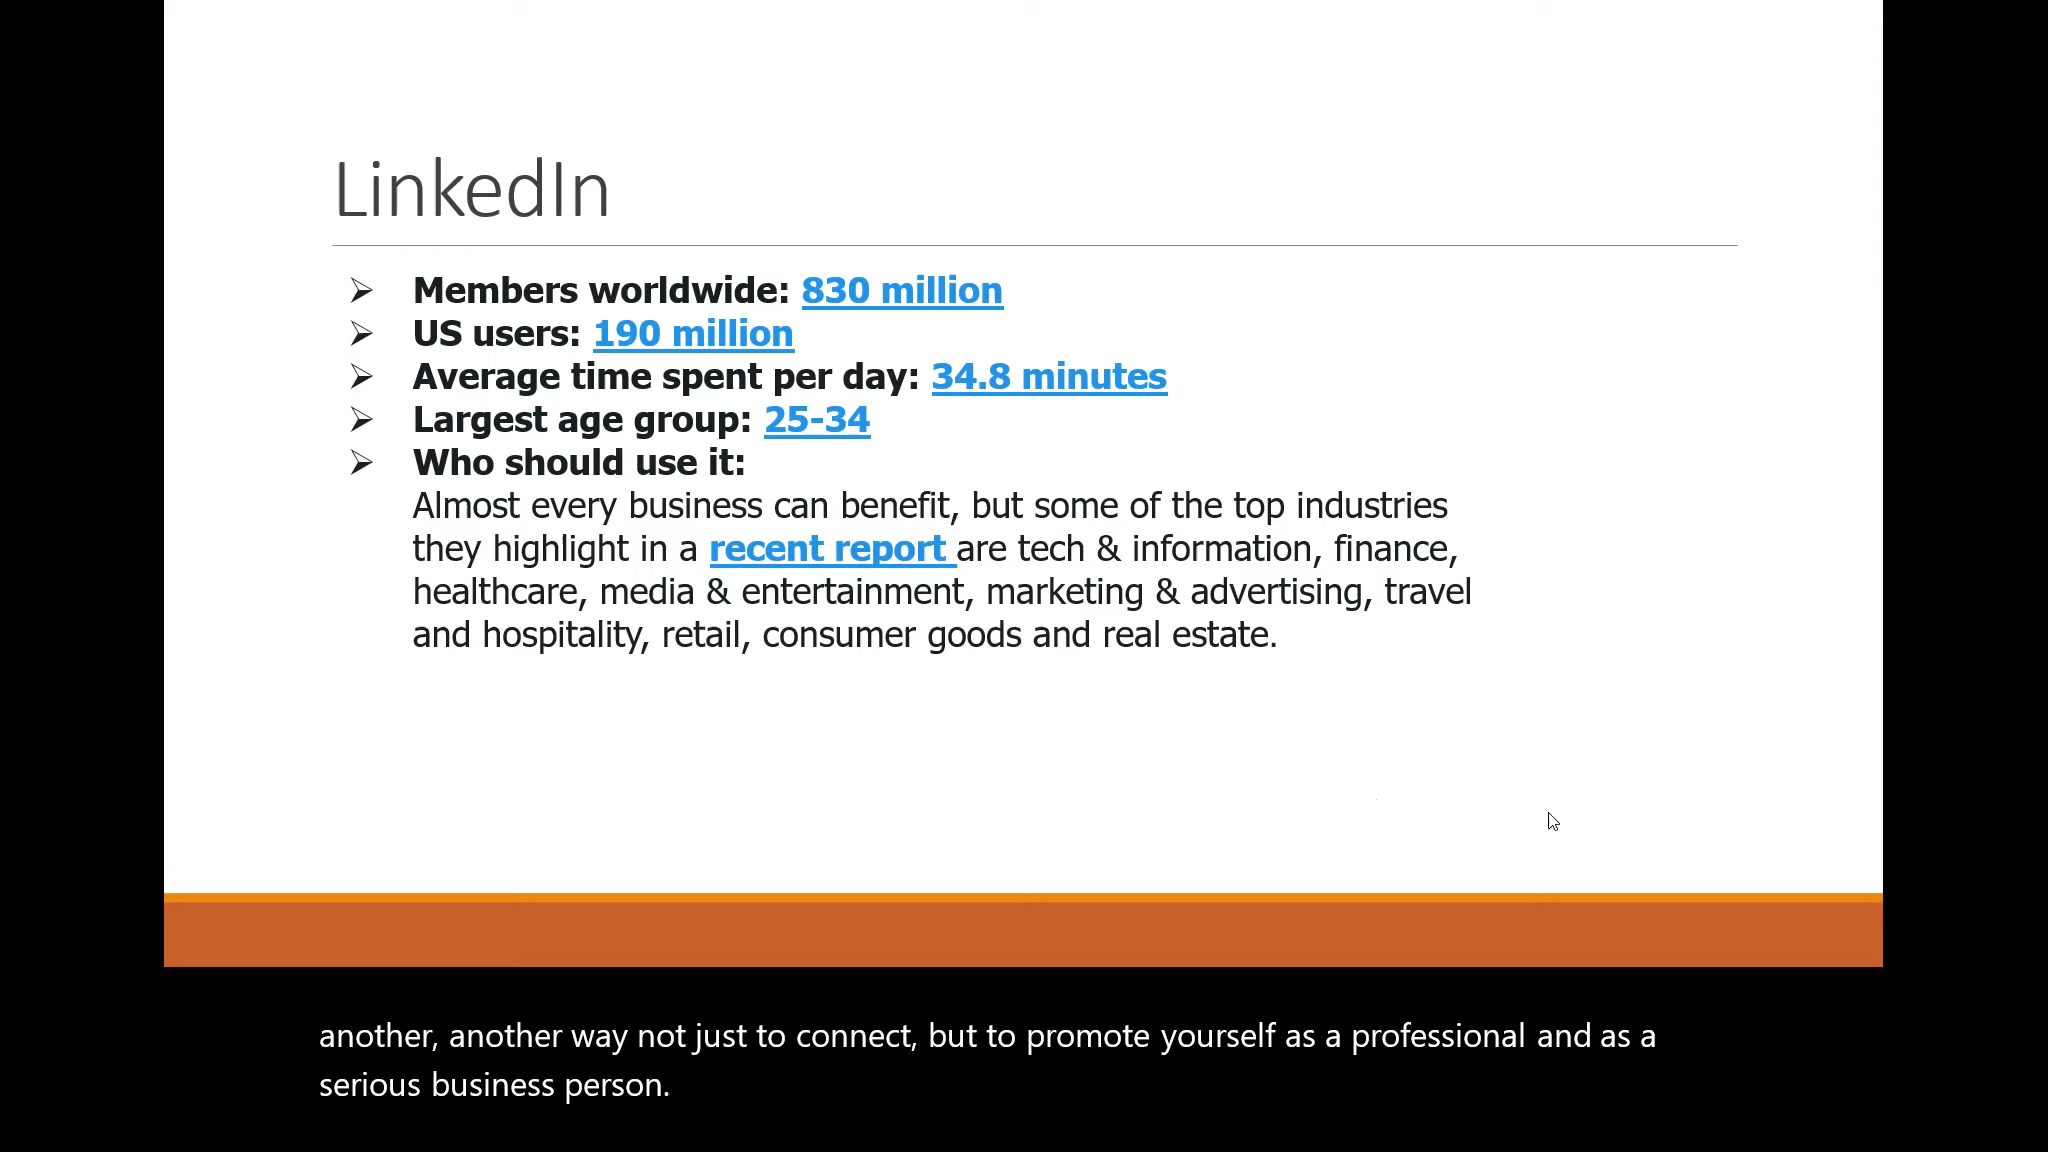 LinkedIn
➢ Members worldwide: 830 million
➢ US users: 190 million
➢ Average time spent per day: 34.8 minutes
➢ Largest age group: 25-34
➢ Who should use it:
Almost every business can benefit, but some of the top industries
they highlight in a recent report are tech & information, finance,
healthcare, media & entertainment, marketing & advertising, travel
and hospitality, retail, consumer goods and real estate.
another, another way not just to connect, but to promote yourself as a professional and as a
serious business person.